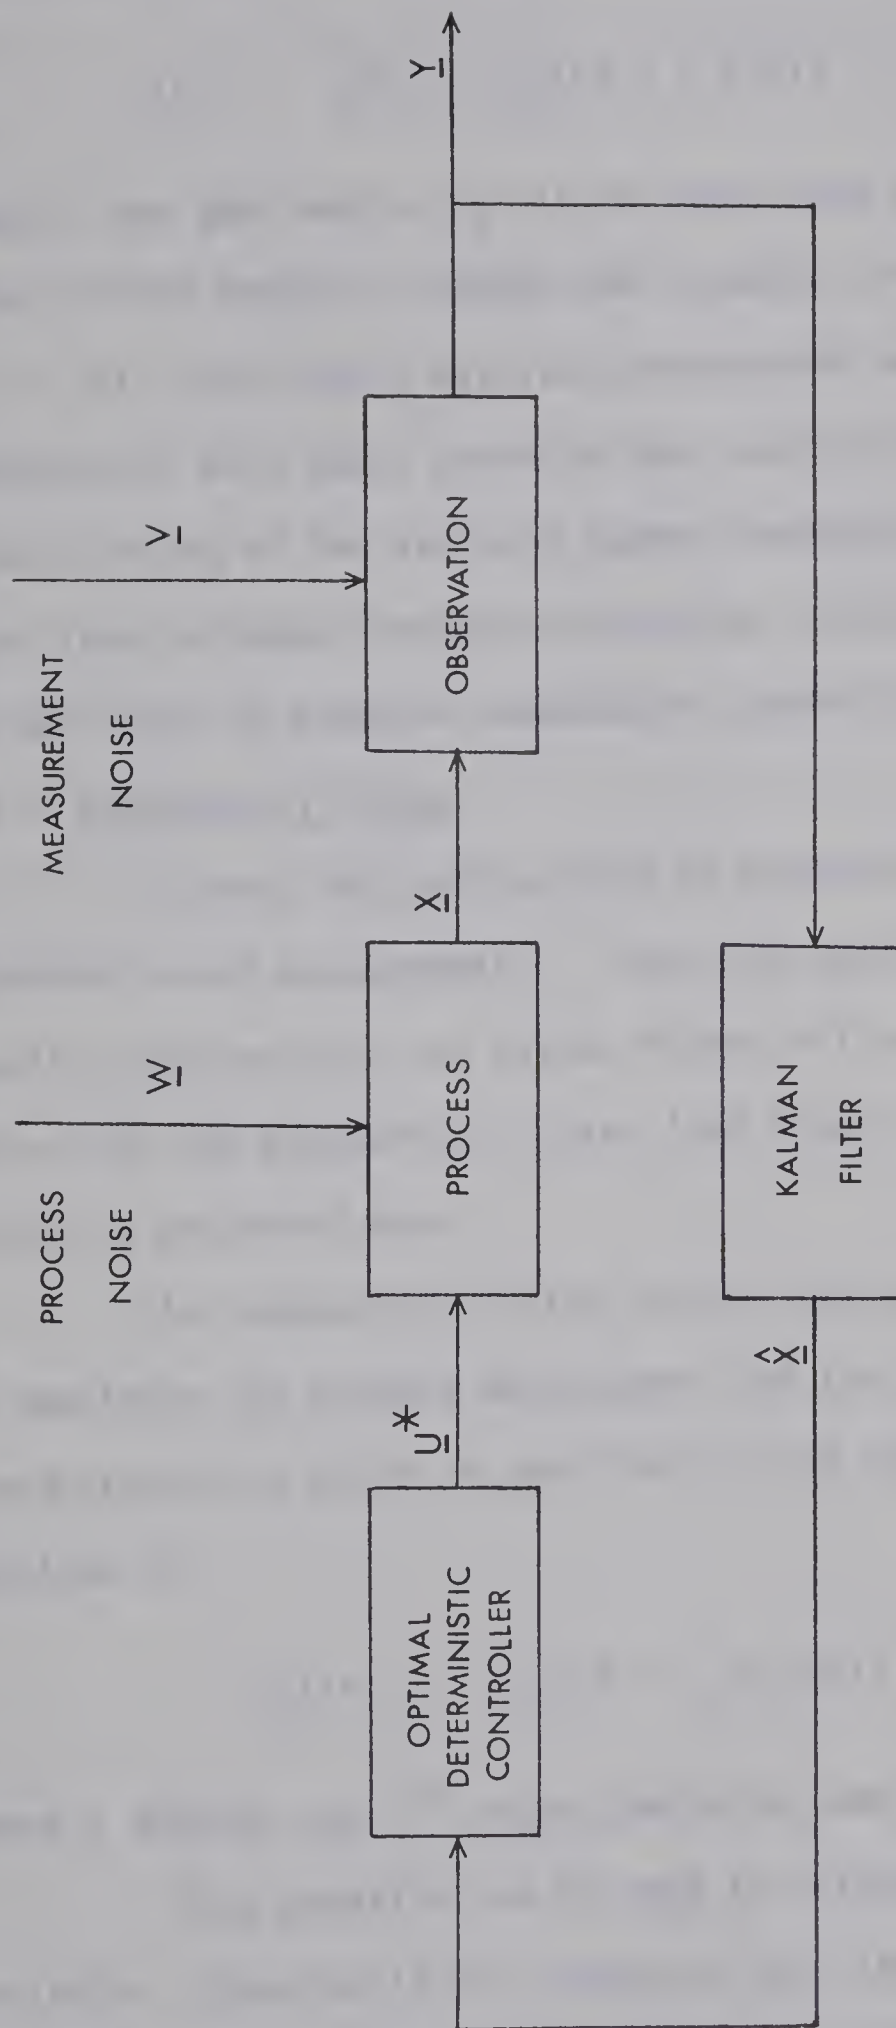 PROCESS
NOISE
W
MEASUREMENT
NOISE
V
OPTIMAL
DETERMINISTIC
CONTROLLER
U*
PROCESS
X
OBSERVATION
Y
X̂
KALMAN
FILTER